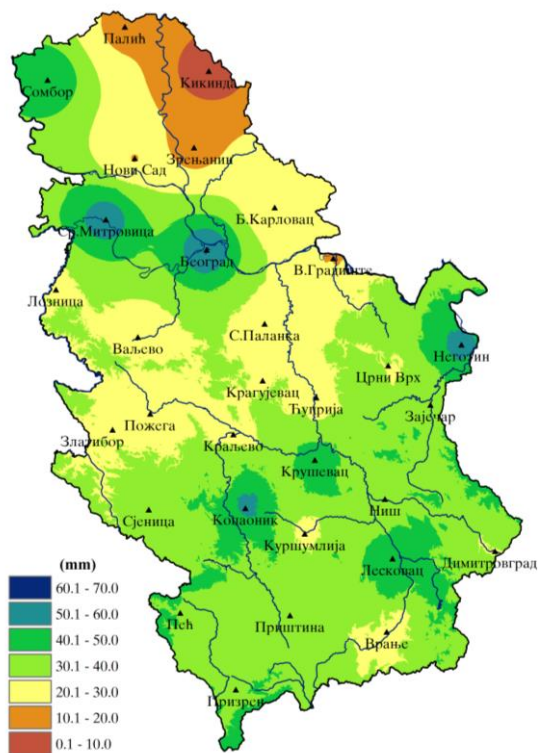 Палић
Кикинда
Сомбор
Зрењанин
Нови Сад
Б.Карловац
Ср.Митровица
Београд
В.Градиште
Лозница
С.Паланка
Ваљево
Неготин
Црни Врх
Крагујевац
Ћуприја
Зајечар
Пожега
Златибор
Краљево
Крушевац
Ниш
Сјеница
Копаоник
Куршумлија
Димитровград
Лесковац
(mm)
60.1 - 70.0
50.1 - 60.0
40.1 - 50.0
30.1 - 40.0
20.1 - 30.0
10.1 - 20.0
0.1 - 10.0
Пећ
Приштина
Врање
Призрен